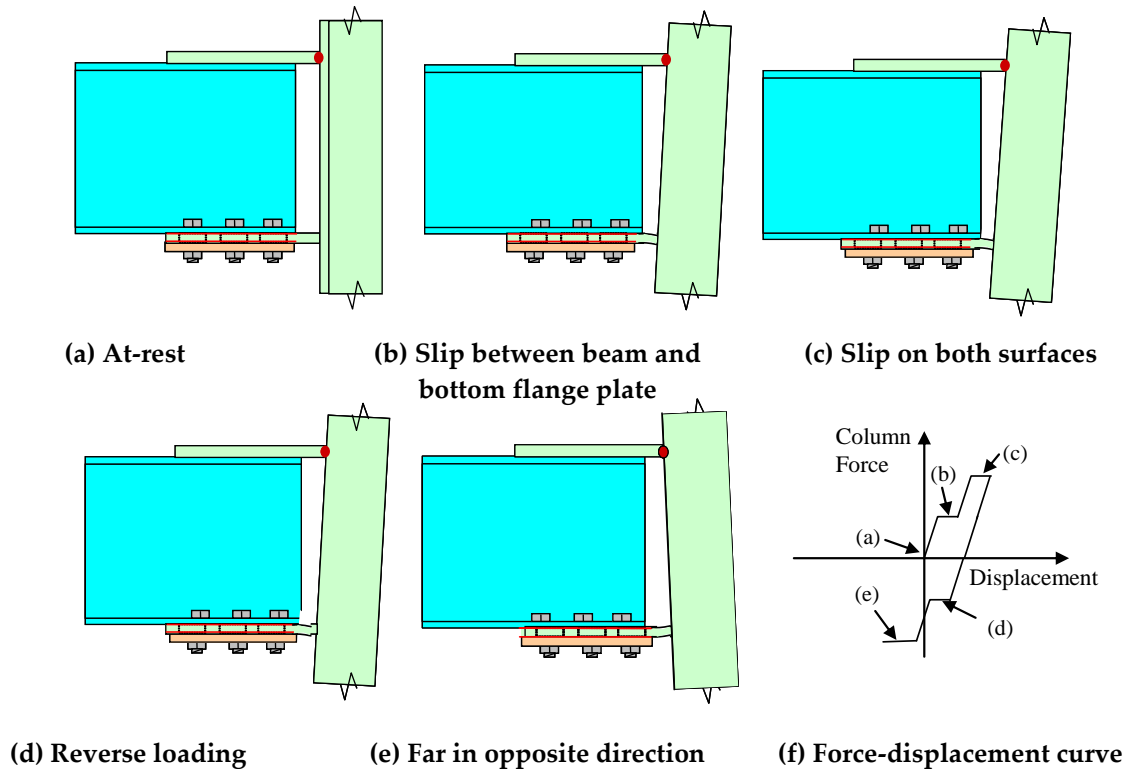 (a) At-rest
(b) Slip between beam and
bottom flange plate
(c) Slip on both surfaces
Column
Force
(c)
(b)
(a)
Displacement
(e)
(d)
(d) Reverse loading
(e) Far in opposite direction
(f) Force-displacement curve